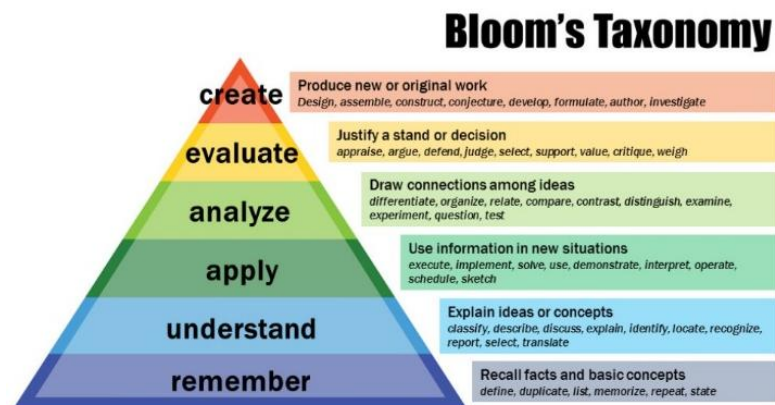 Bloom's Taxonomy
create
Produce new or original work
Design, assemble, construct, conjecture, develop, formulate, author, investigate
evaluate
Justify a stand or decision
appraise, argue, defend, judge, select, support, value, critique, weigh
analyze
Draw connections among ideas
differentiate, organize, relate, compare, contrast, distinguish, examine,
experiment, question, test
apply
Use information in new situations
execute, implement, solve, use, demonstrate, interpret, operate,
schedule, sketch
understand
Explain ideas or concepts
classify, describe, discuss, explain, identify, locate, recognize,
report, select, translate
remember
Recall facts and basic concepts
define, duplicate, list, memorize, repeat, state